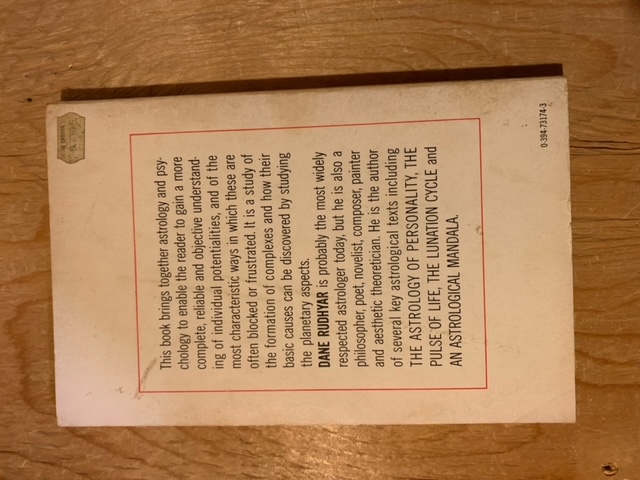 This book brings together astrology and psy-
chology to enable the reader to gain a more
complete, reliable and objective understand-
ing of individual potentialities, and of the
most characteristic ways in which these are
often blocked or frustrated. It is a study of
the formation of complexes and how their
basic causes can be discovered by studying
the planetary aspects.
DANE RUDHYAR is probably the most widely
respected astrologer today, but he is also a
philosopher, poet, novelist, composer, painter
and aesthetic theoretician. He is the author
of several key astrological texts including
THE ASTROLOGY OF PERSONALITY, THE
PULSE OF LIFE, THE LUNATION CYCLE and
AN ASTROLOGICAL MANDALA.
0-394-73174-3